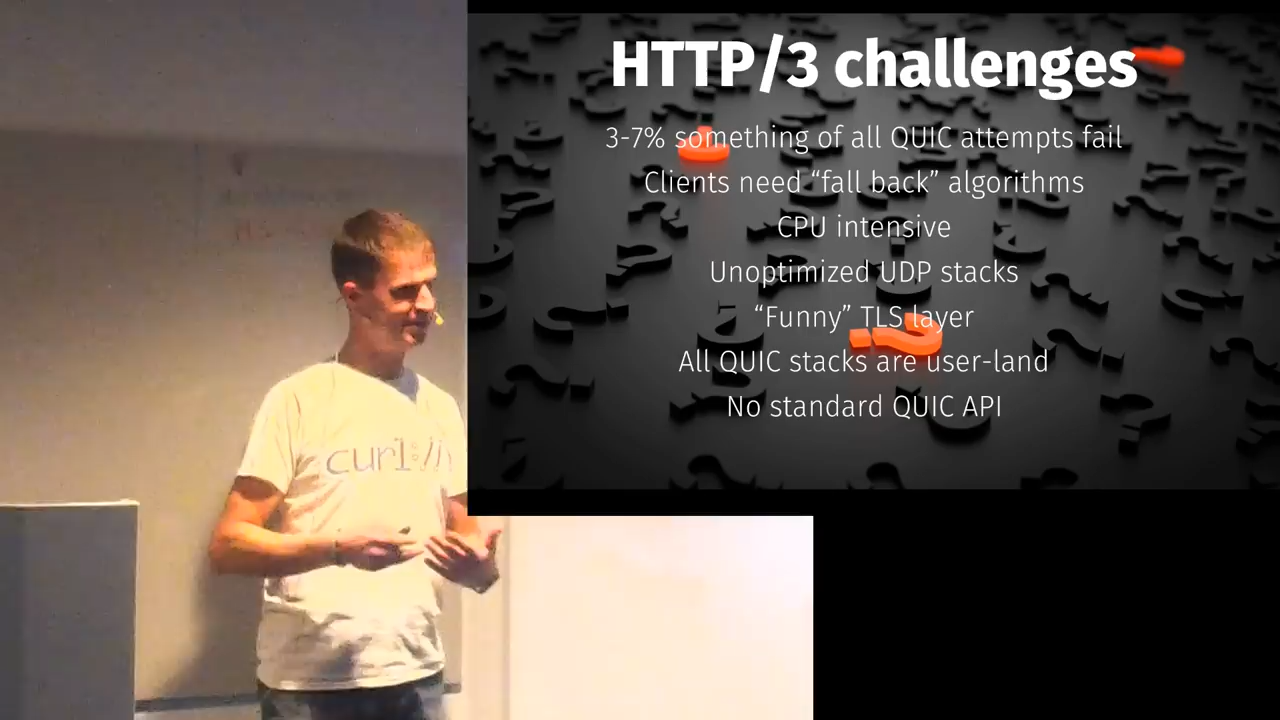 HTTP/3 challenges
3-7% something of all QUIC attempts fail
Clients need “fall back” algorithms
CPU intensive
Unoptimized UDP stacks
“Funny” TLS layer
All QUIC stacks are user-land
No standard QUIC API
curl://